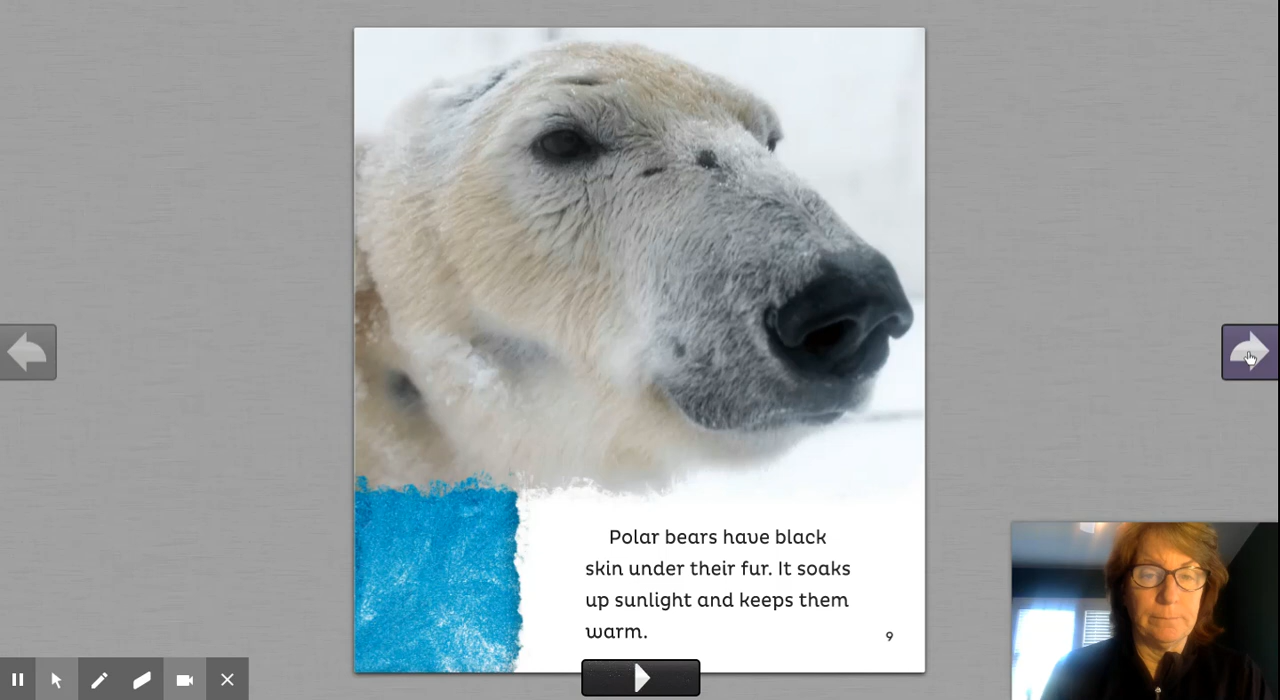 Polar bears have black
skin under their fur. It soaks
up sunlight and keeps them
warm.
9